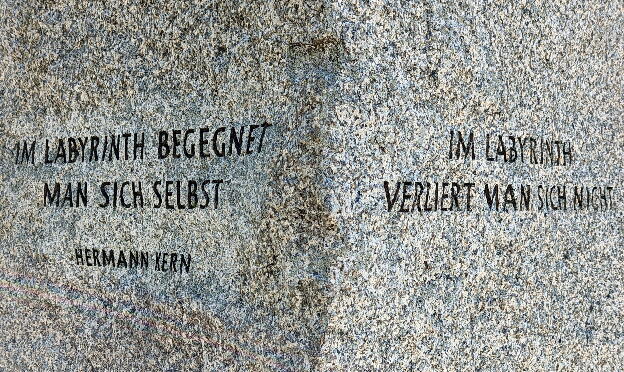 IM LABYRINTH BEGEGNET
MAN SICH SELBST
HERMANN KERN
IM LABYRINTH
VERLIERT MAN SICH NICHT